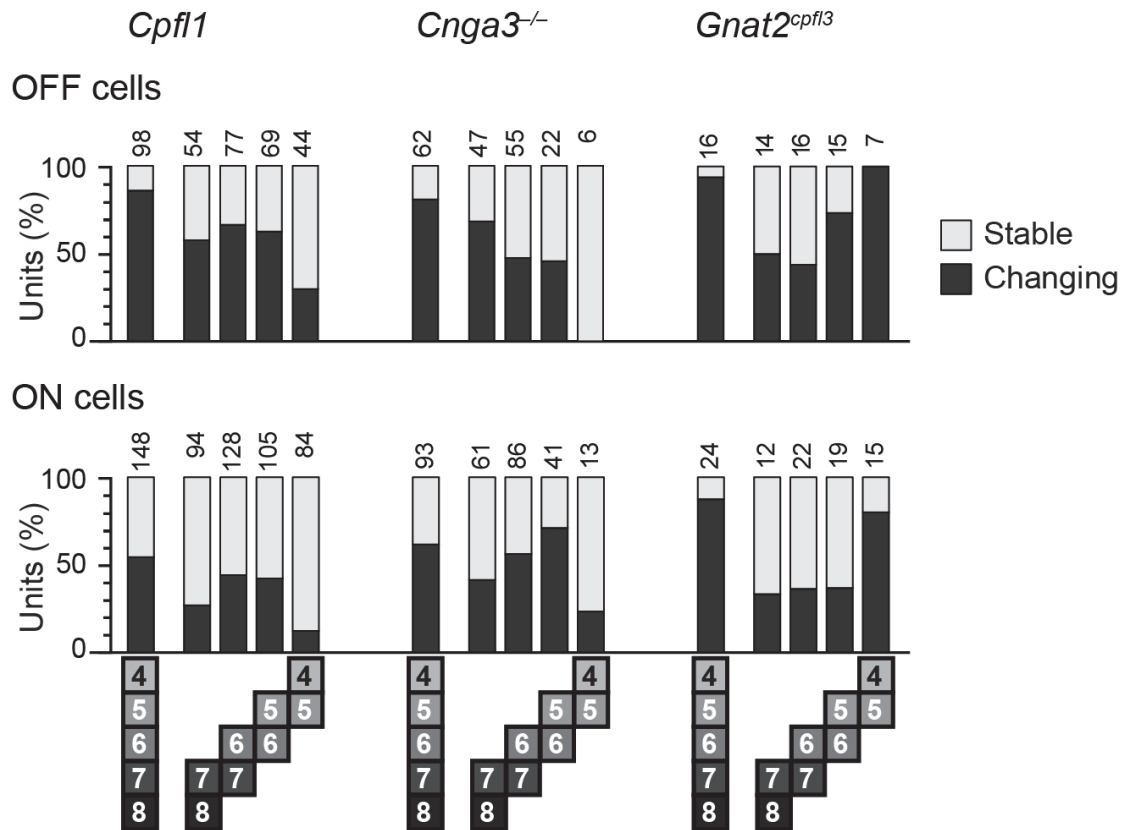 Cpfl1 Cnga3–/– Gnat2cpfl3
OFF cells
98 54 77 69 44 62 47 55 22 6 16 14 16 15 7
100
50
0
Units (%)
Stable
Changing
ON cells
148 94 128 105 84 93 61 86 41 13 24 12 22 19 15
100
50
0
Units (%)
4 4 4 4 4 4
5 5 5 5 5 5 5 5 5
6 6 6 6 6 6 6 6 6
7 7 7 7 7 7 7 7 7
8 8 8 8 8 8